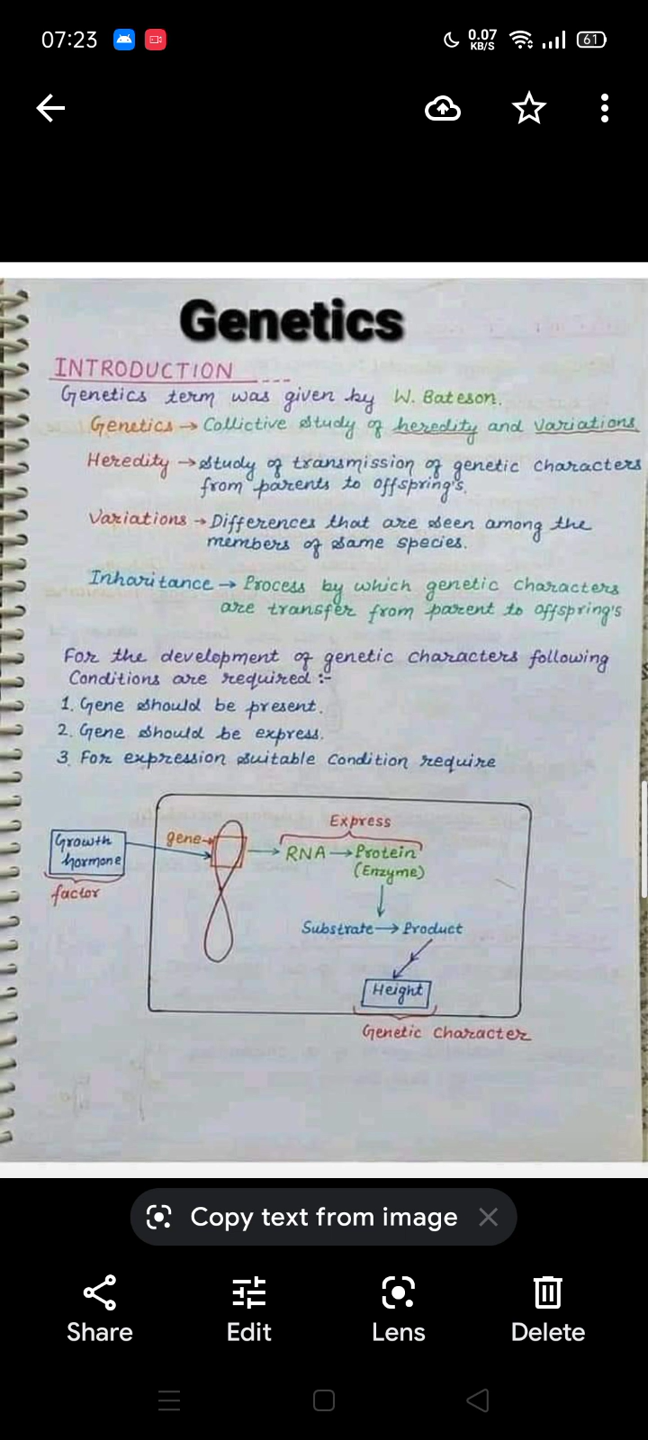 07:23
0.07
KB/S
61
Genetics
INTRODUCTION
Genetics term was given by W. Bateson.
Genetics → Collictive study of heredity and variations
Heredity → study of transmission of genetic characters
from parents to offspring's.
Variations → Differences that are seen among the
members of same species.
Inharitance → Process by which genetic characters
are transfer from parent to offspring's
For the development of genetic characters following
Conditions are required :-
1. Gene should be present.
2. Gene should be express.
3. For expression suitable condition require
Express
Growth
hormone
factor
gene→
→ RNA → Protein
(Enzyme)
Substrate → Product
Height
Genetic Character
Copy text from image
Share
Edit
Lens
Delete